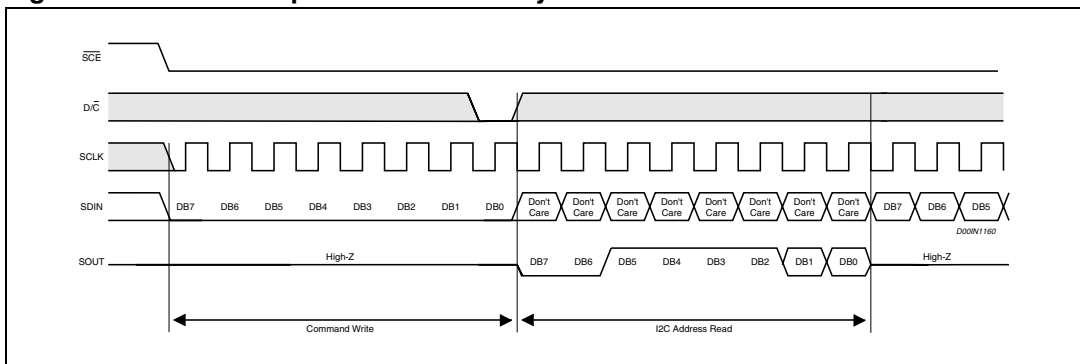 SCE
D/C
SCLK
SDIN DB7 DB6 DB5 DB4 DB3 DB2 DB1 DB0 Don't Care Don't Care Don't Care Don't Care Don't Care Don't Care Don't Care Don't Care DB7 DB6 DB5
D00IN1160
SOUT High-Z DB7 DB6 DB5 DB4 DB3 DB2 DB1 DB0 High-Z
Command Write I2C Address Read